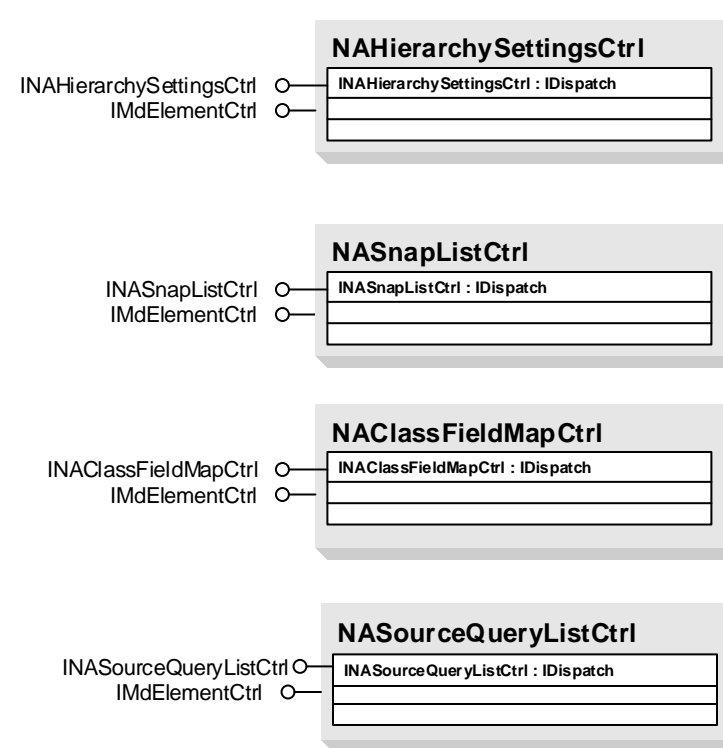 NAHierarchySettingsCtrl
INAHierarchySettingsCtrl
INAHierarchySettingsCtrl : IDispatch
IMdElementCtrl
NASnapListCtrl
INASnapListCtrl
INASnapListCtrl : IDispatch
IMdElementCtrl
NAClassFieldMapCtrl
INAClassFieldMapCtrl
INAClassFieldMapCtrl : IDispatch
IMdElementCtrl
NASourceQueryListCtrl
INASourceQueryListCtrl
INASourceQueryListCtrl : IDispatch
IMdElementCtrl